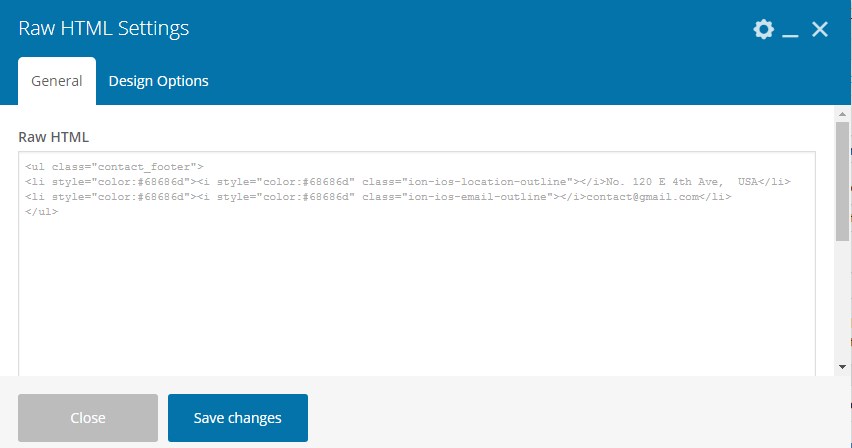 Raw HTML Settings
General
Design Options
Raw HTML
<ul class="contact_footer">
<li style="color:#68686d"><i style="color:#68686d" class="ion-ios-location-outline"></i>No. 120 E 4th Ave,  USA</li>
<li style="color:#68686d"><i style="color:#68686d" class="ion-ios-email-outline"></i>contact@gmail.com</li>
</ul>
Close
Save changes